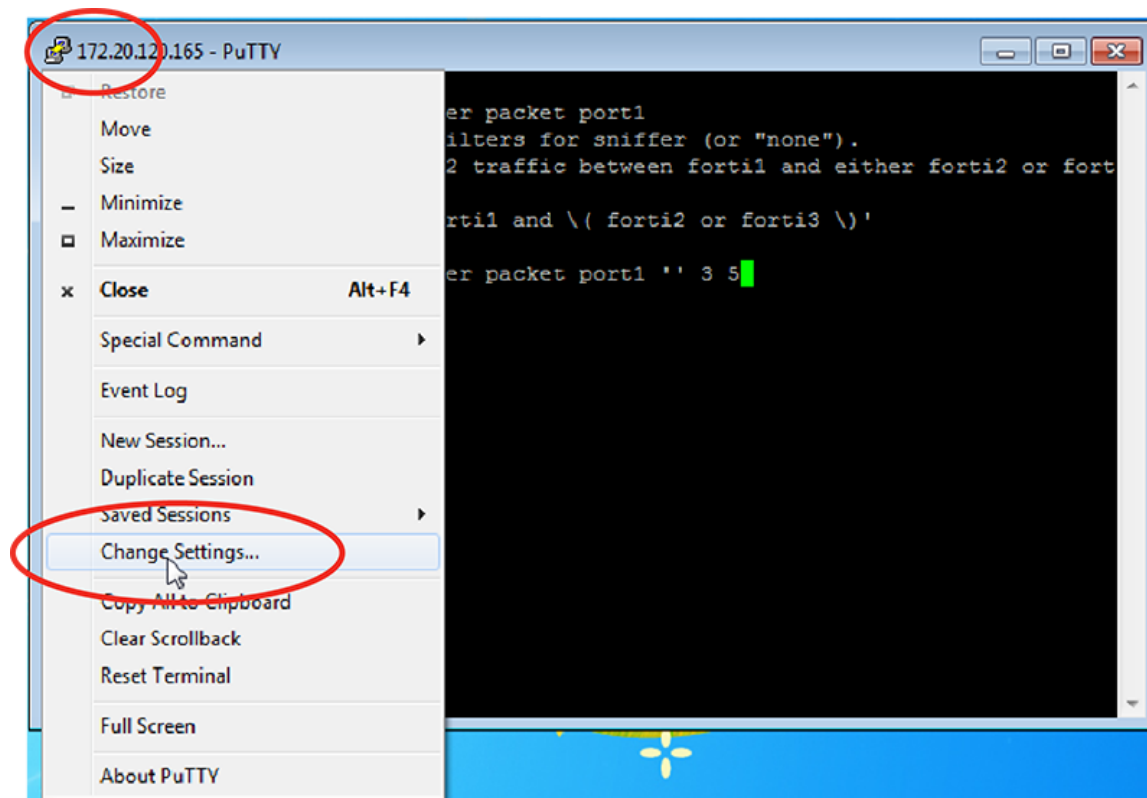 172.20.120.165 - PuTTY
Restore
Move
Size
Minimize
Maximize
Close Alt+F4
Special Command
Event Log
New Session...
Duplicate Session
Saved Sessions
Change Settings...
Copy All to Clipboard
Clear Scrollback
Reset Terminal
Full Screen
About PuTTY
er packet port1
ilters for sniffer (or "none").
2 traffic between forti1 and either forti2 or fort
rti1 and \( forti2 or forti3 \)'
er packet port1 '' 3 5